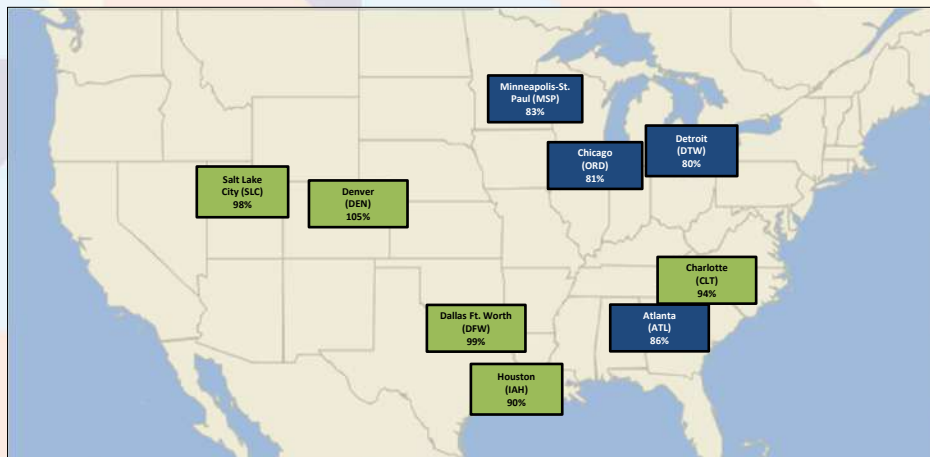 Minneapolis-St.
Paul (MSP)
83%
Detroit
(DTW)
80%
Chicago
(ORD)
81%
Salt Lake
City (SLC)
98%
Denver
(DEN)
105%
Charlotte
(CLT)
94%
Dallas Ft. Worth
(DFW)
99%
Atlanta
(ATL)
86%
Houston
(IAH)
90%